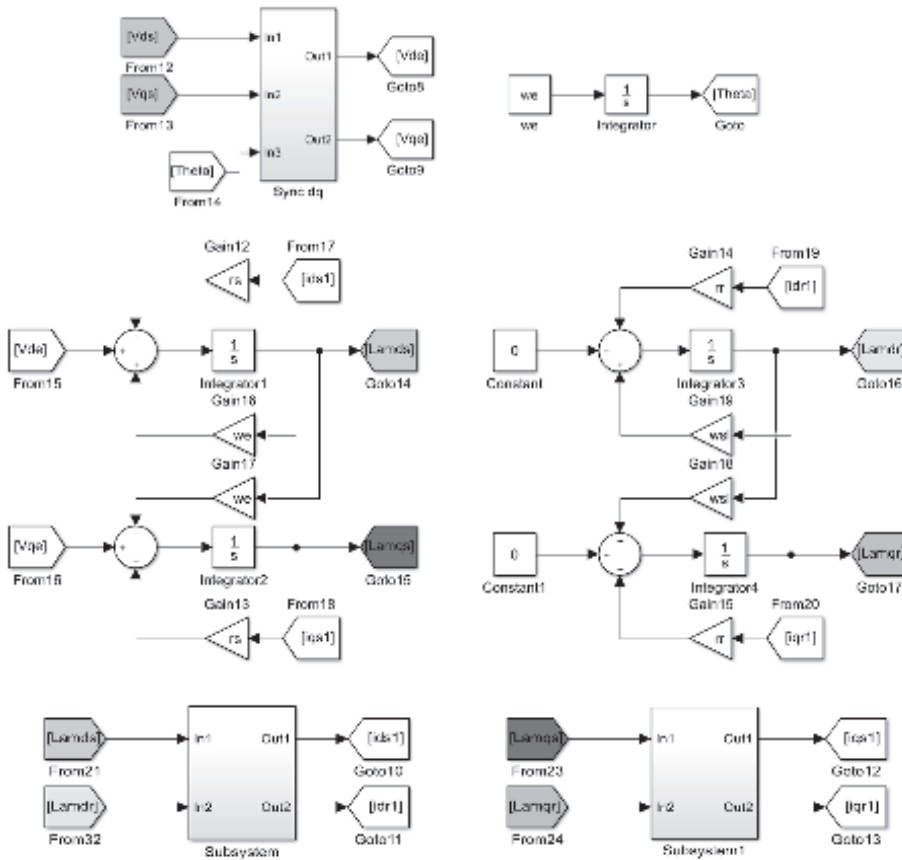 [Vds]
From12
[Vqs]
From13
[Theta]
From14
In1
In2
In3
Out1
Out2
Sync dq
[Vde]
Goto8
[Vqe]
Goto9
we
we
1
s
Integrator
[Theta]
Goto
Gain12
From17
rs
[ids1]
[Vde]
From15
+
+
1
s
Integrator1
[Lamds]
Goto14
Gain16
we
Gain17
we
[Vqe]
From16
+
-
1
s
Integrator2
[Lamqs]
Goto15
Gain13
From18
rs
[iqs1]
Gain14
From19
rr
[idr1]
0
Constant
-
+
1
s
Integrator3
[Lamdr]
Goto16
Gain19
wsl
Gain18
wsl
0
Constant1
-
-
-
1
s
Integrator4
[Lamqr]
Goto17
Gain15
From20
rr
[iqr1]
[Lamds]
From21
[Lamdr]
From32
In1
In2
Out1
Out2
Subsystem
[ids1]
Goto10
[idr1]
Goto11
[Lamqs]
From23
[Lamqr]
From24
In1
In2
Out1
Out2
Subsystem1
[iqs1]
Goto12
[iqr1]
Goto13